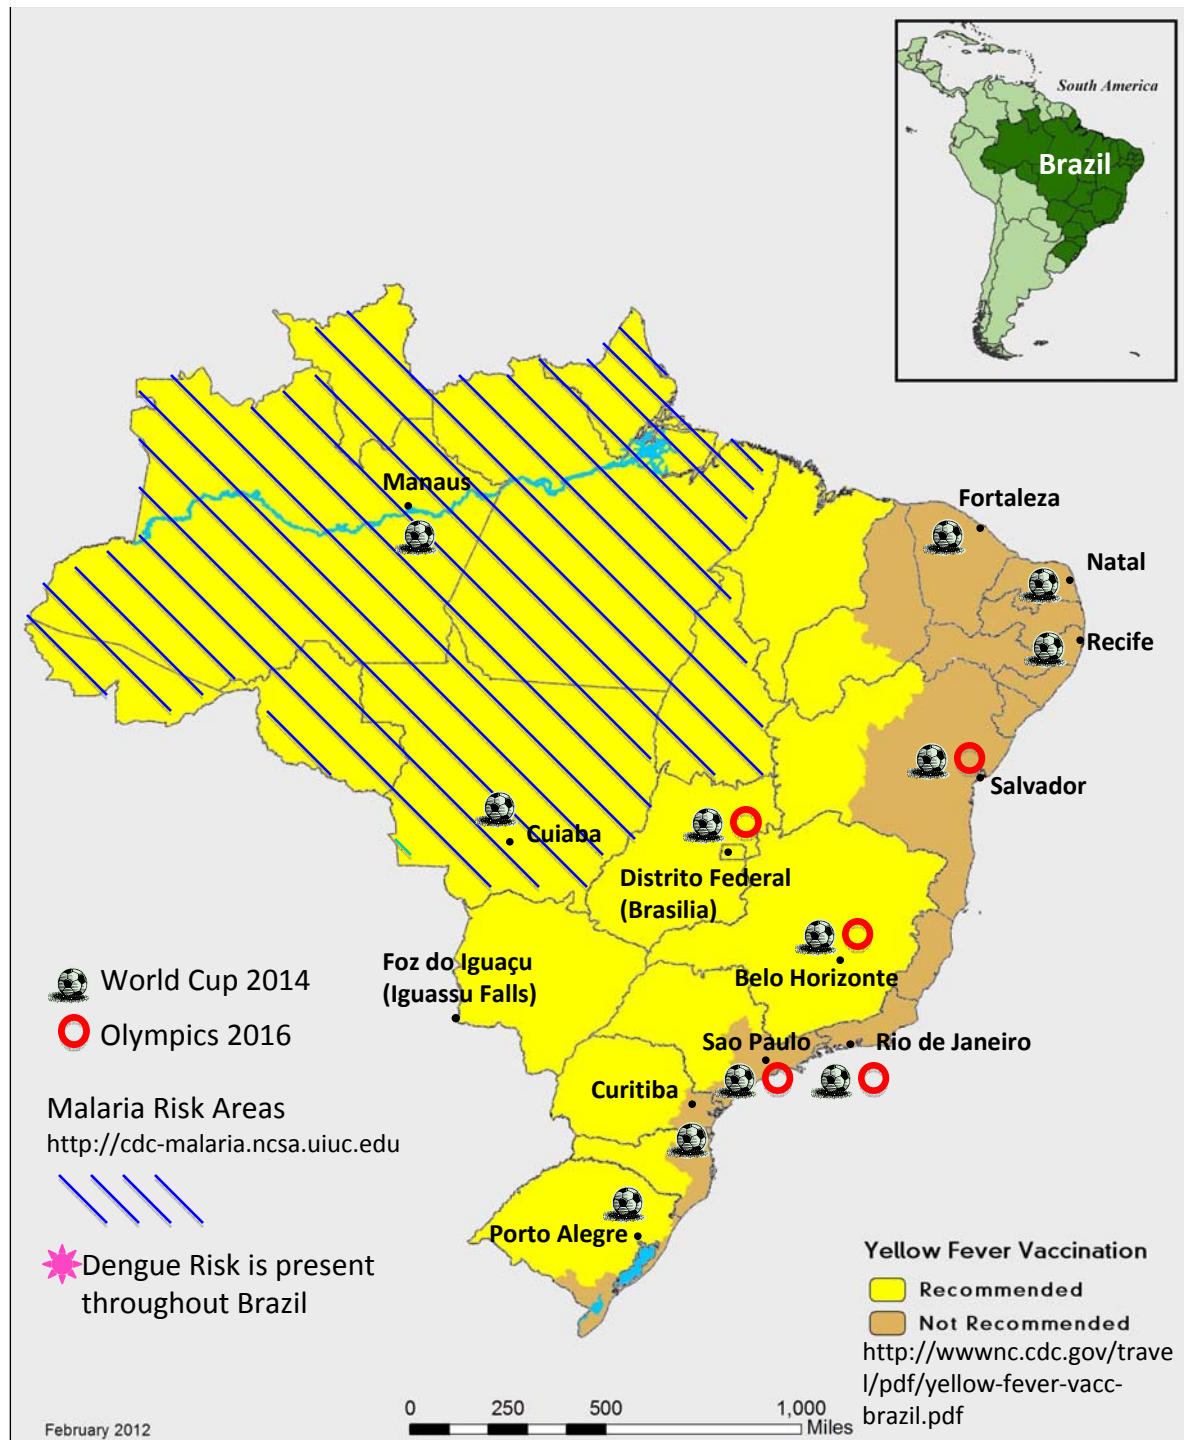 South America
Brazil
Manaus
Fortaleza
Natal
Recife
Salvador
Cuiaba
Distrito Federal
(Brasilia)
Foz do Iguaçu
(Iguassu Falls)
Belo Horizonte
World Cup 2014
Olympics 2016
Sao Paulo
Rio de Janeiro
Curitiba
Malaria Risk Areas
http://cdc-malaria.ncsa.uiuc.edu
Porto Alegre
Dengue Risk is present
throughout Brazil
Yellow Fever Vaccination
Recommended
Not Recommended
http://wwwnc.cdc.gov/trave
l/pdf/yellow-fever-vacc-
brazil.pdf
0 250 500 1,000
Miles
February 2012